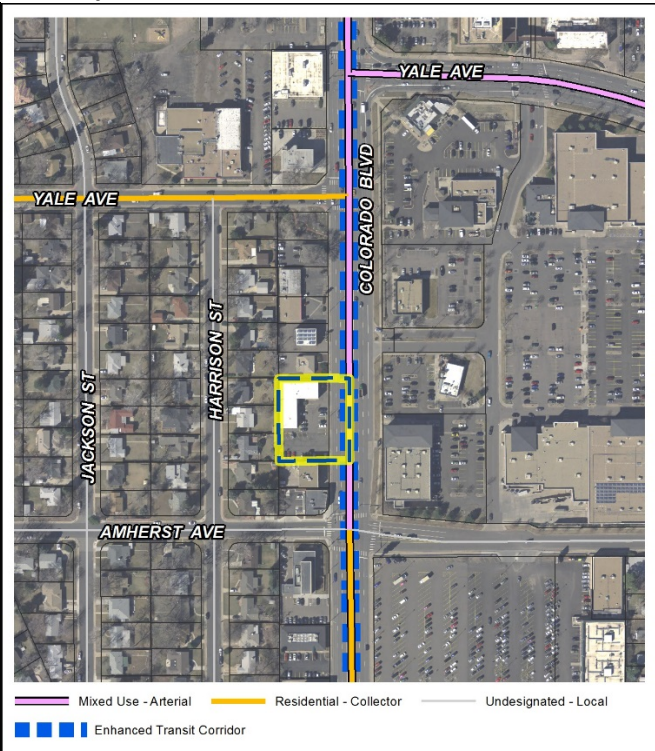 YALE AVE
YALE AVE
COLORADO BLVD
HARRISON ST
JACKSON ST
AMHERST AVE
Mixed Use - Arterial
Residential - Collector
Undesignated - Local
Enhanced Transit Corridor